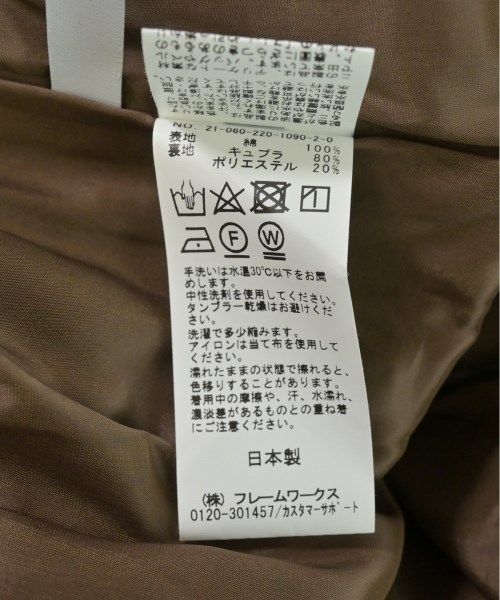 NO. 21-060-220-1090-2-0
表地 綿 100%
裏地 キュプラ 80%
ポリエステル 20%
F W
手洗いは水温30℃以下をお薦
めします。
中性洗剤を使用してください。
タンブラー乾燥はお避けくださ
い。
洗濯で多少縮みます。
アイロンは当て布を使用して
ください。
濡れたままの状態で擦れると、
色移りすることがあります。
着用中の摩擦や、汗、水濡れ、
濃淡差があるものとの重ね着
にご注意ください。
日本製
(株) フレームワークス
0120-301457/カスタマーサポート